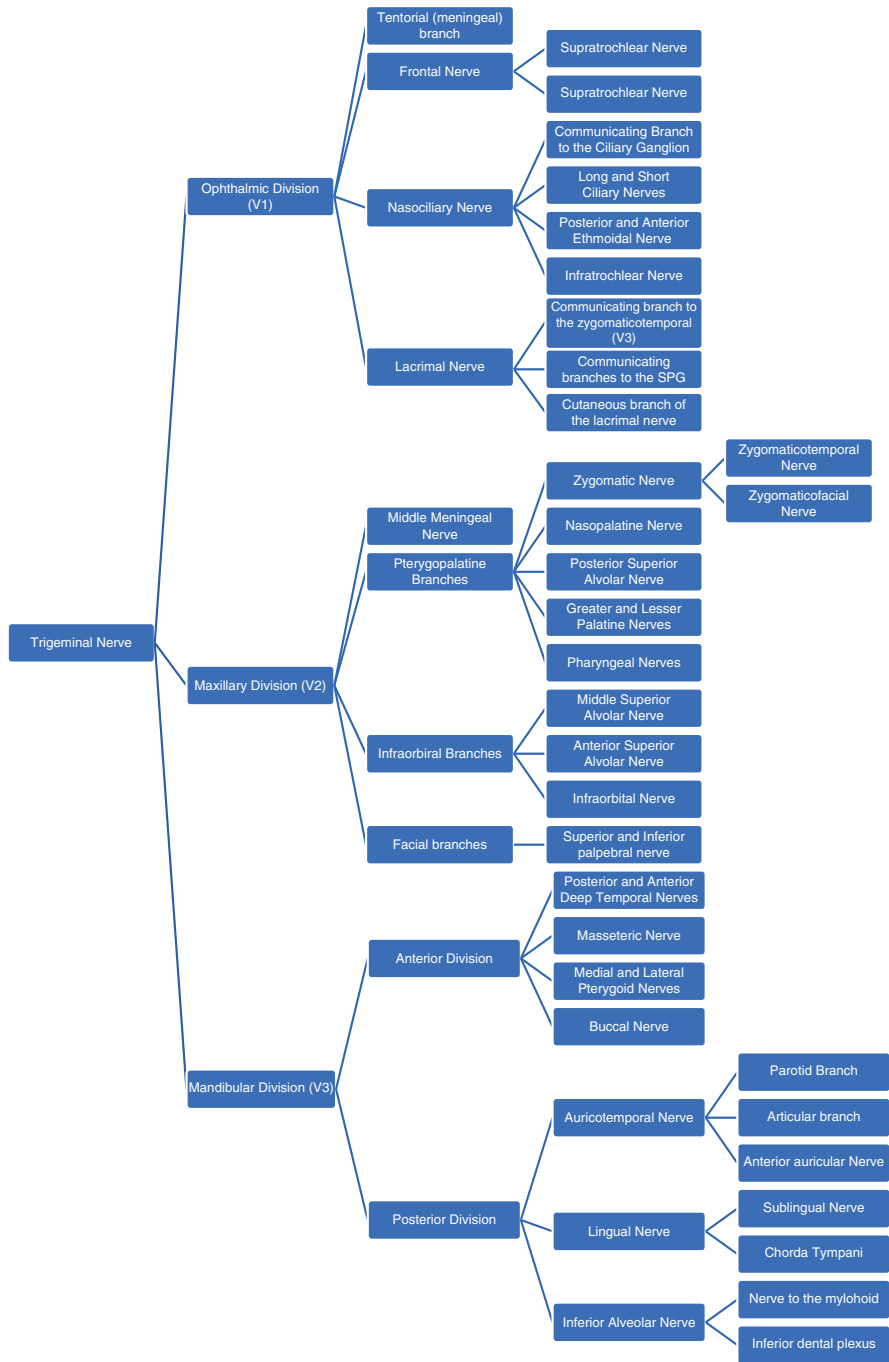 Tentorial (meningeal)
branch
Frontal Nerve
Supratrochlear Nerve
Supratrochlear Nerve
Communicating Branch
to the Ciliary Ganglion
Ophthalmic Division
(V1)
Nasociliary Nerve
Long and Short
Ciliary Nerves
Posterior and Anterior
Ethmoidal Nerve
Infratrochlear Nerve
Communicating branch to
the zygomaticotemporal
(V3)
Lacrimal Nerve
Communicating
branches to the SPG
Cutaneous branch of
the lacrimal nerve
Zygomaticotemporal
Nerve
Zygomatic Nerve
Zygomaticofacial
Nerve
Middle Meningeal
Nerve
Nasopalatine Nerve
Pterygopalatine
Branches
Posterior Superior
Alvolar Nerve
Greater and Lesser
Palatine Nerves
Trigeminal Nerve
Pharyngeal Nerves
Maxillary Division (V2)
Middle Superior
Alvolar Nerve
Infraorbiral Branches
Anterior Superior
Alvolar Nerve
Infraorbital Nerve
Facial branches
Superior and Inferior
palpebral nerve
Posterior and Anterior
Deep Temporal Nerves
Masseteric Nerve
Anterior Division
Medial and Lateral
Pterygoid Nerves
Buccal Nerve
Mandibular Division (V3)
Parotid Branch
Auricotemporal Nerve
Articular branch
Anterior auricular Nerve
Posterior Division
Sublingual Nerve
Lingual Nerve
Chorda Tympani
Nerve to the mylohoid
Inferior Alveolar Nerve
Inferior dental plexus